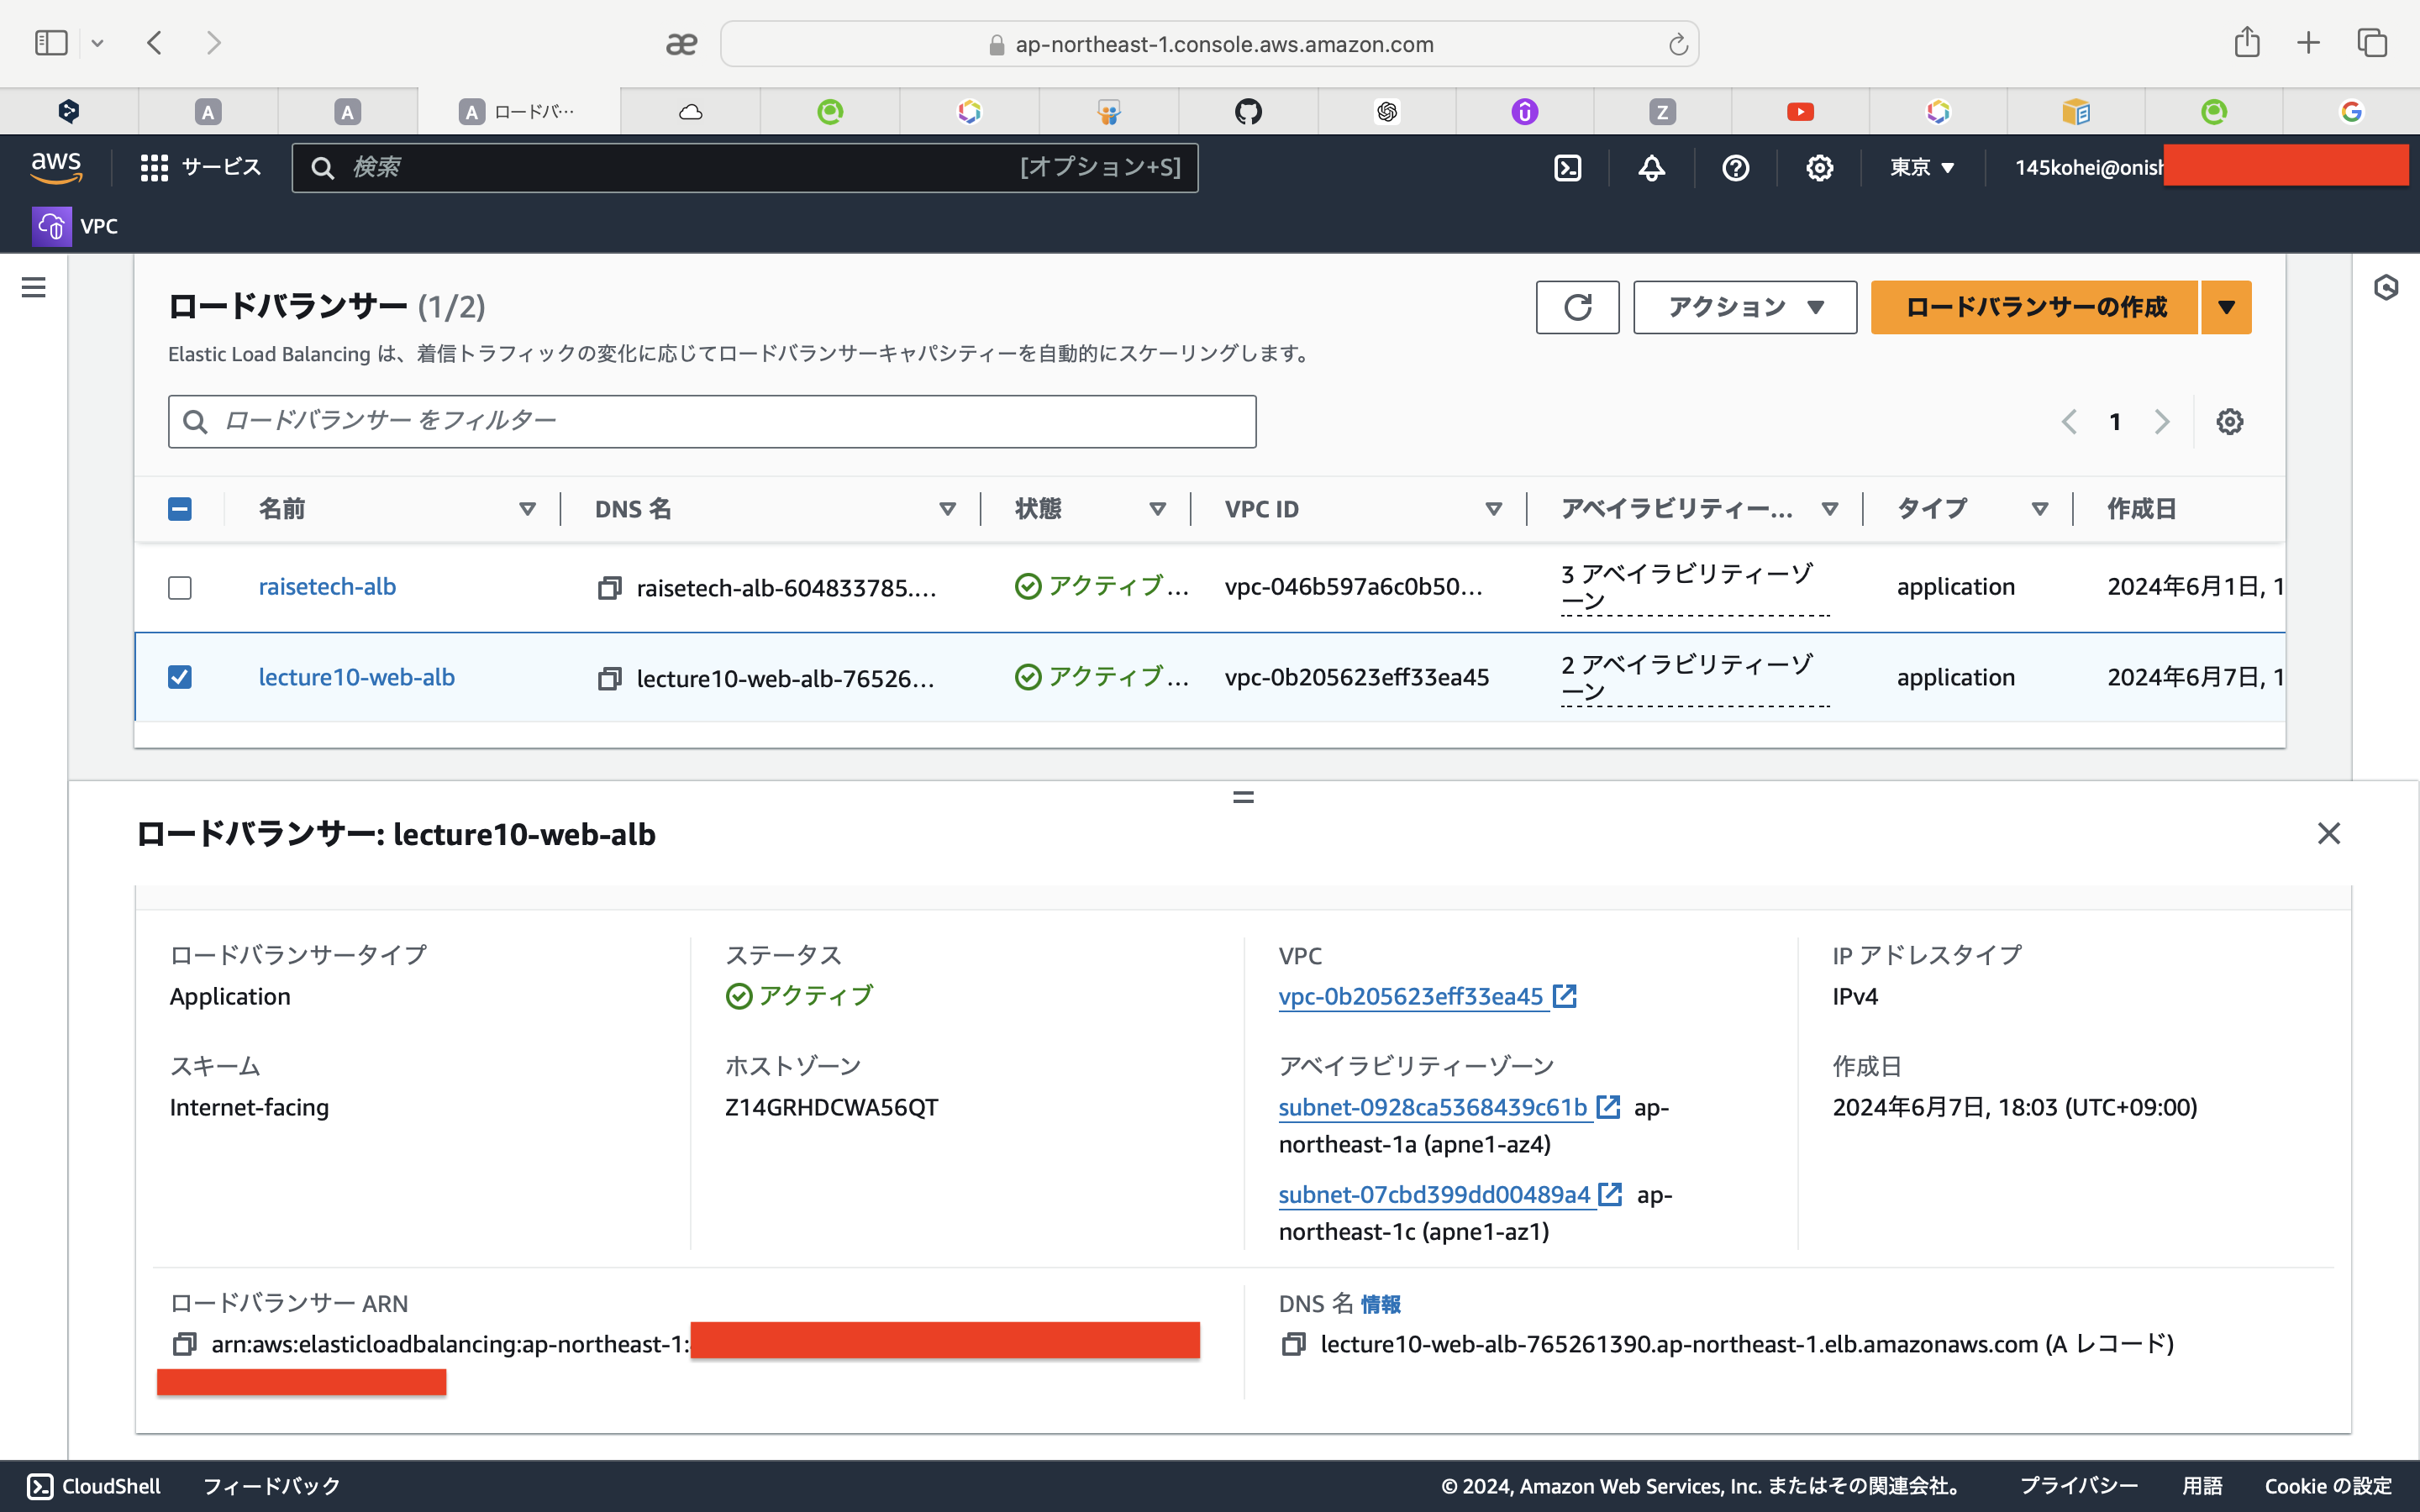 ap-northeast-1.console.aws.amazon.com
A
A
A ロードバ…
Z
aws
サービス
検索
[オプション+S]
東京
145kohei@onish
VPC
ロードバランサー (1/2)
アクション
ロードバランサーの作成
Elastic Load Balancing は、着信トラフィックの変化に応じてロードバランサーキャパシティーを自動的にスケーリングします。
ロードバランサー をフィルター
1
名前 DNS 名 状態 VPC ID アベイラビリティー... タイプ 作成日
raisetech-alb raisetech-alb-604833785.... アクティブ... vpc-046b597a6c0b50... 3 アベイラビリティーゾーン application 2024年6月1日, 1
lecture10-web-alb lecture10-web-alb-76526... アクティブ... vpc-0b205623eff33ea45 2 アベイラビリティーゾーン application 2024年6月7日, 1
ロードバランサー: lecture10-web-alb
ロードバランサータイプ
Application
ステータス
アクティブ
VPC
vpc-0b205623eff33ea45
IP アドレスタイプ
IPv4
スキーム
Internet-facing
ホストゾーン
Z14GRHDCWA56QT
アベイラビリティーゾーン
subnet-0928ca5368439c61b ap-
northeast-1a (apne1-az4)
subnet-07cbd399dd00489a4 ap-
northeast-1c (apne1-az1)
作成日
2024年6月7日, 18:03 (UTC+09:00)
ロードバランサー ARN
arn:aws:elasticloadbalancing:ap-northeast-1:
DNS 名 情報
lecture10-web-alb-765261390.ap-northeast-1.elb.amazonaws.com (A レコード)
CloudShell
フィードバック
© 2024, Amazon Web Services, Inc. またはその関連会社。
プライバシー
用語
Cookie の設定